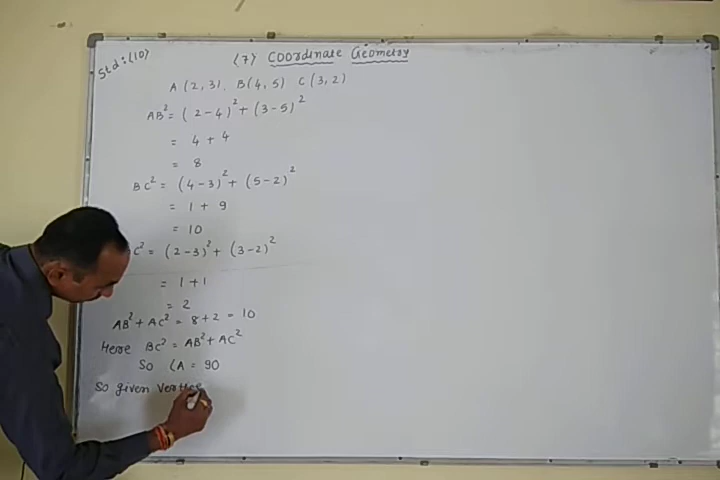 Std:(10)
(7) Coordinate Geometry
A (2, 3), B(4, 5) C (3, 2)
AB² = (2-4)² + (3-5)²
= 4 + 4
= 8
BC² = (4-3)² + (5-2)²
= 1 + 9
= 10
C² = (2-3)² + (3-2)²
= 1 + 1
= 2
AB² + AC² = 8+2 = 10
Here BC² = AB² + AC²
So ∠A = 90
So given vertice